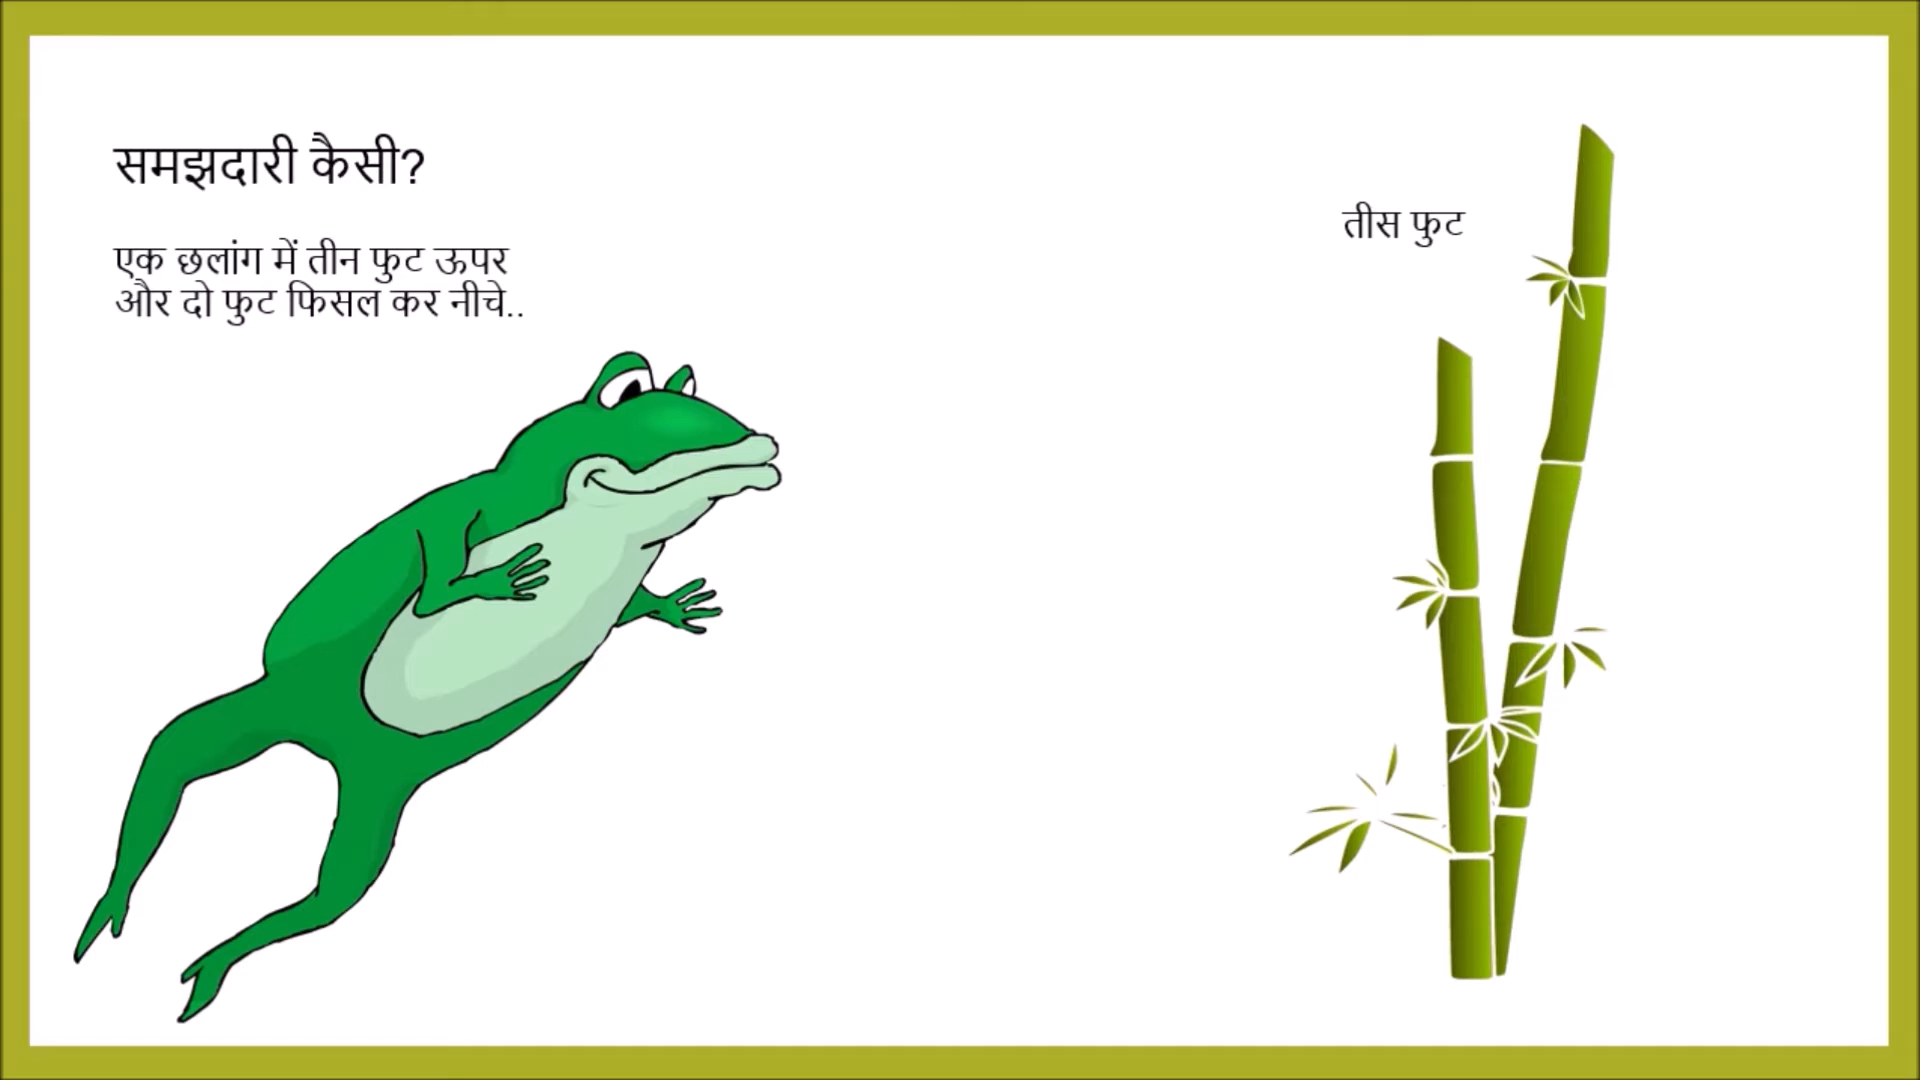 समझदारी कैसी?
एक छलांग में तीन फुट ऊपर
और दो फुट फिसल कर नीचे..
तीस फुट